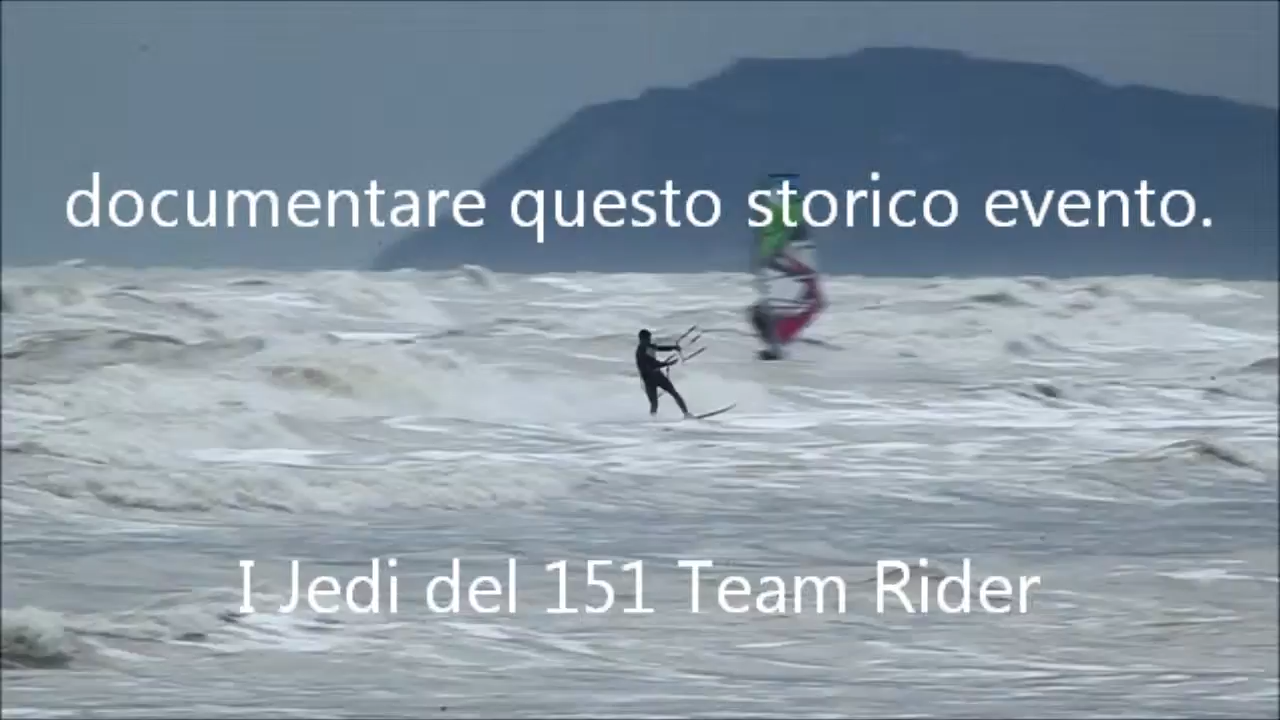 documentare questo storico evento.
I Jedi del 151 Team Rider